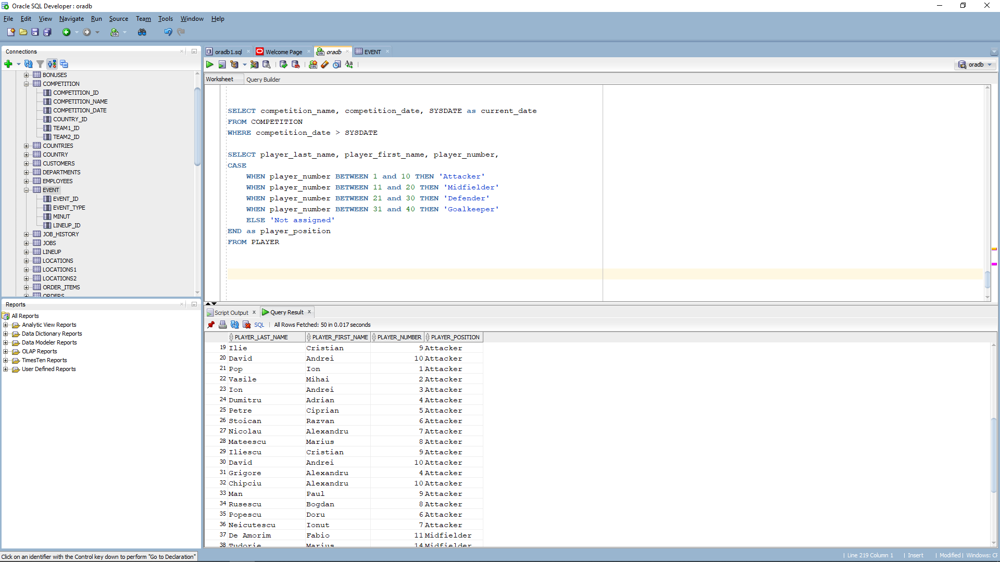 Oracle SQL Developer : oradb
File Edit View Navigate Run Source Team Tools Window Help
Connections
BONUSES
COMPETITION
COMPETITION_ID
COMPETITION_NAME
COMPETITION_DATE
COUNTRY_ID
TEAM1_ID
TEAM2_ID
COUNTRIES
COUNTRY
CUSTOMERS
DEPARTMENTS
EMPLOYEES
EVENT
EVENT_ID
EVENT_TYPE
MINUT
LINEUP_ID
JOB_HISTORY
JOBS
LINEUP
LOCATIONS
LOCATIONS1
LOCATIONS2
ORDER_ITEMS
ORDERS
Reports
All Reports
Analytic View Reports
Data Dictionary Reports
Data Modeler Reports
OLAP Reports
TimesTen Reports
User Defined Reports
oradb1.sql Welcome Page oradb EVENT
oradb
Worksheet Query Builder
SELECT competition_name, competition_date, SYSDATE as current_date
FROM COMPETITION
WHERE competition_date > SYSDATE
SELECT player_last_name, player_first_name, player_number,
CASE
WHEN player_number BETWEEN 1 and 10 THEN 'Attacker'
WHEN player_number BETWEEN 11 and 20 THEN 'Midfielder'
WHEN player_number BETWEEN 21 and 30 THEN 'Defender'
WHEN player_number BETWEEN 31 and 40 THEN 'Goalkeeper'
ELSE 'Not assigned'
END as player_position
FROM PLAYER
Script Output Query Result
SQL All Rows Fetched: 50 in 0.017 seconds
PLAYER_LAST_NAME PLAYER_FIRST_NAME PLAYER_NUMBER PLAYER_POSITION
19 Ilie Cristian 9 Attacker
20 David Andrei 10 Attacker
21 Pop Ion 1 Attacker
22 Vasile Mihai 2 Attacker
23 Ion Andrei 3 Attacker
24 Dumitru Adrian 4 Attacker
25 Petre Ciprian 5 Attacker
26 Stoican Razvan 6 Attacker
27 Nicolau Alexandru 7 Attacker
28 Mateescu Marius 8 Attacker
29 Iliescu Cristian 9 Attacker
30 David Andrei 10 Attacker
31 Grigore Alexandru 4 Attacker
32 Chipciu Alexandru 10 Attacker
33 Man Paul 9 Attacker
34 Rusescu Bogdan 8 Attacker
35 Popescu Doru 6 Attacker
36 Neicutescu Ionut 7 Attacker
37 De Amorim Fabio 11 Midfielder
38 Tudorie Marius 14 Midfielder
Click on an identifier with the Control key down to perform "Go to Declaration"
Line 219 Column 1 Insert Modified Windows: CF